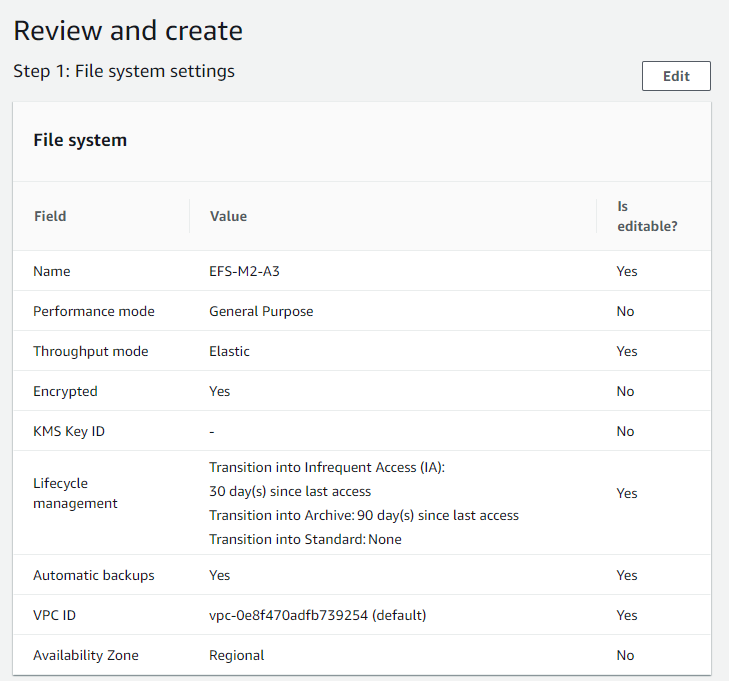 Review and create
Step 1: File system settings
Edit
File system
Field Value Is editable?
Name EFS-M2-A3 Yes
Performance mode General Purpose No
Throughput mode Elastic Yes
Encrypted Yes No
KMS Key ID - No
Lifecycle management
Transition into Infrequent Access (IA):
30 day(s) since last access
Transition into Archive: 90 day(s) since last access
Transition into Standard: None
Yes
Automatic backups Yes Yes
VPC ID vpc-0e8f470adfb739254 (default) Yes
Availability Zone Regional No